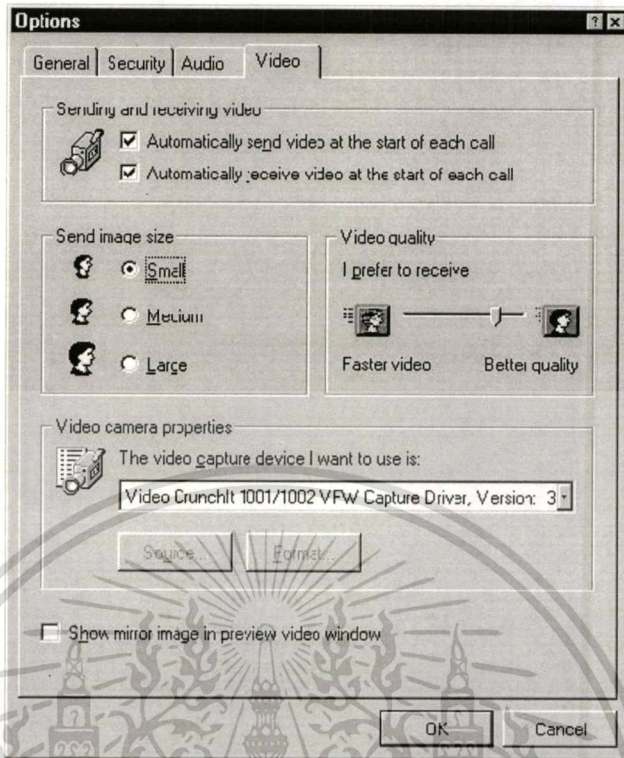 Options
General Security Audio Video
Sending and receiving video
Automatically send video at the start of each call
Automatically receive video at the start of each call
Send image size
Small
Medium
Large
Video quality
I prefer to receive
Faster video Better quality
Video camera properties
The video capture device I want to use is:
Video CrunchIt 1001/1002 VFW Capture Driver, Version: 3
Source... Format...
Show mirror image in preview video window
OK Cancel